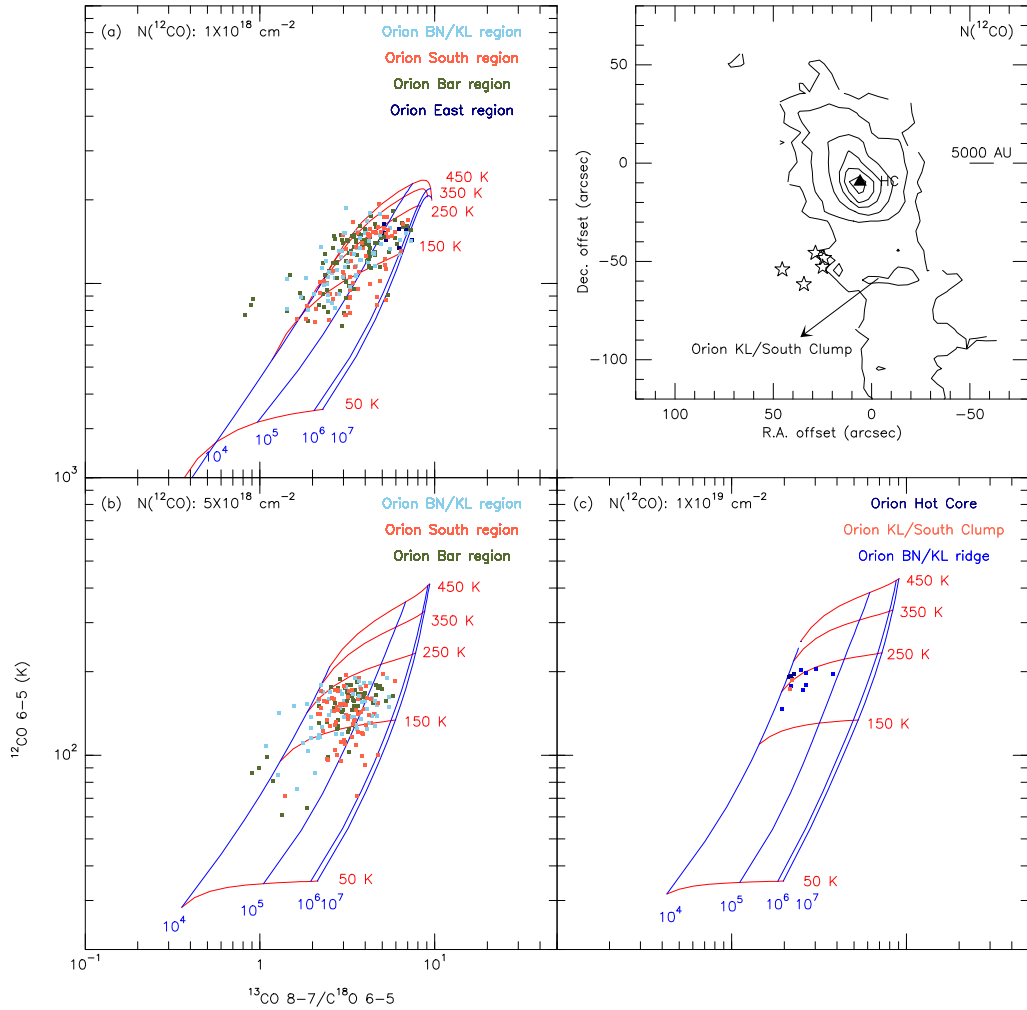 (a) N(¹²CO): 1X10¹⁸ cm⁻²
Orion BN/KL region
Orion South region
Orion Bar region
Orion East region
450 K
350 K
250 K
150 K
50 K
10⁴
10⁵
10⁶ 10⁷
10³
N(¹²CO)
50
0
−50
−100
Dec. offset (arcsec)
5000 AU
HC
Orion KL/South Clump
100 50 0 −50
R.A. offset (arcsec)
(b) N(¹²CO): 5X10¹⁸ cm⁻²
Orion BN/KL region
Orion South region
Orion Bar region
450 K
350 K
250 K
150 K
50 K
10⁴
10⁵
10⁶10⁷
10²
¹²CO 6−5 (K)
10⁻¹ 1 10¹
¹³CO 8−7/C¹⁸O 6−5
(c) N(¹²CO): 1X10¹⁹ cm⁻²
Orion Hot Core
Orion KL/South Clump
Orion BN/KL ridge
450 K
350 K
250 K
150 K
50 K
10⁴
10⁵
10⁶ 10⁷